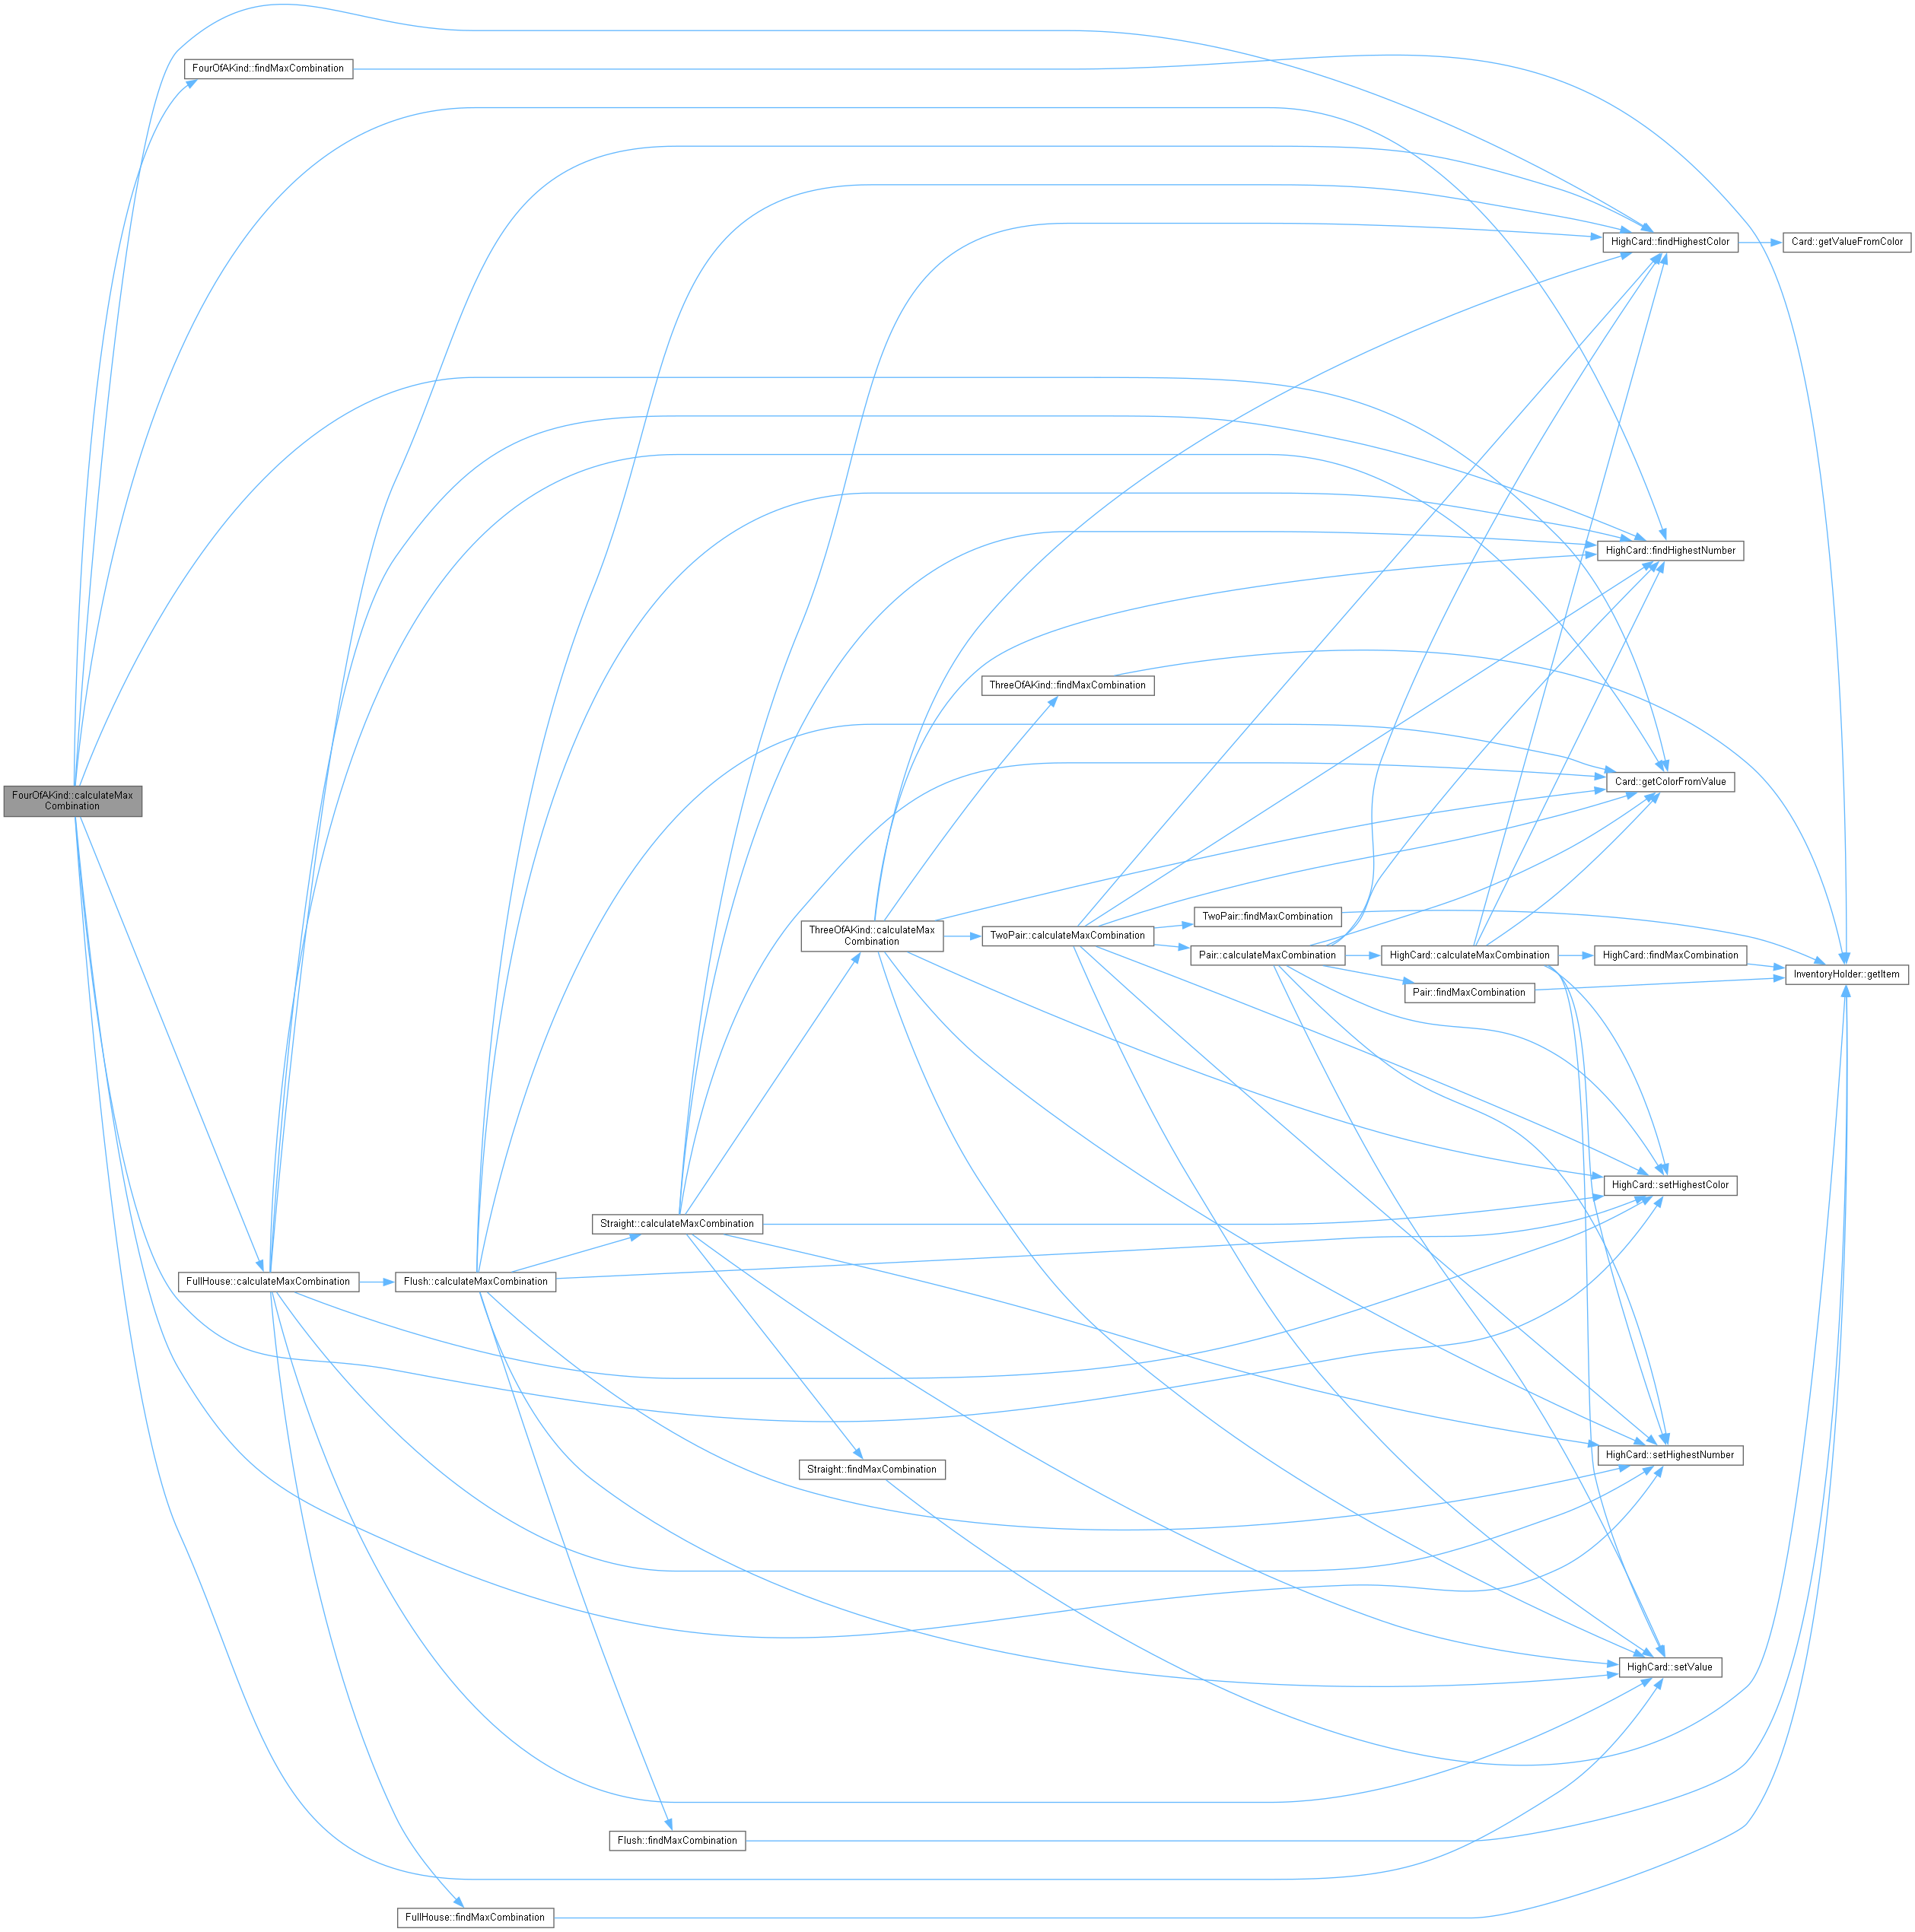 FourOfAKind::findMaxCombination
HighCard::findHighestColor
Card::getValueFromColor
HighCard::findHighestNumber
ThreeOfAKind::findMaxCombination
Card::getColorFromValue
FourOfAKind::calculateMax
Combination
TwoPair::findMaxCombination
ThreeOfAKind::calculateMax
Combination
TwoPair::calculateMaxCombination
Pair::calculateMaxCombination
HighCard::calculateMaxCombination
HighCard::findMaxCombination
InventoryHolder::getItem
Pair::findMaxCombination
HighCard::setHighestColor
Straight::calculateMaxCombination
FullHouse::calculateMaxCombination
Flush::calculateMaxCombination
HighCard::setHighestNumber
Straight::findMaxCombination
HighCard::setValue
Flush::findMaxCombination
FullHouse::findMaxCombination